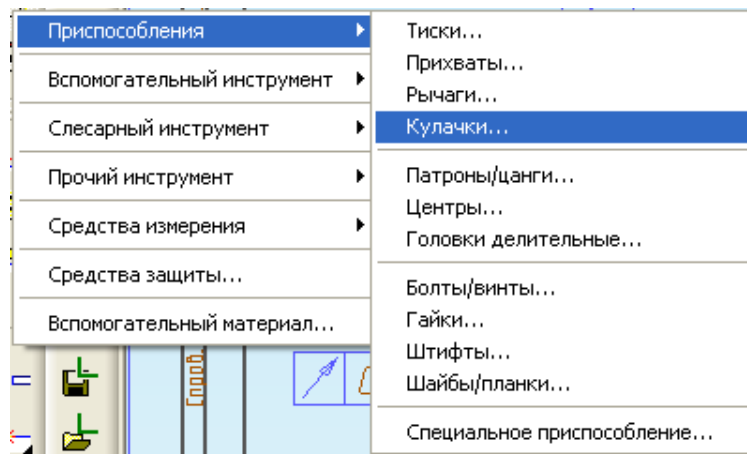 Приспособления
Вспомогательный инструмент
Слесарный инструмент
Прочий инструмент
Средства измерения
Средства защиты...
Вспомогательный материал...
Тиски...
Прихваты...
Рычаги...
Кулачки...
Патроны/цанги...
Центры...
Головки делительные...
Болты/винты...
Гайки...
Штифты...
Шайбы/планки...
Специальное приспособление...